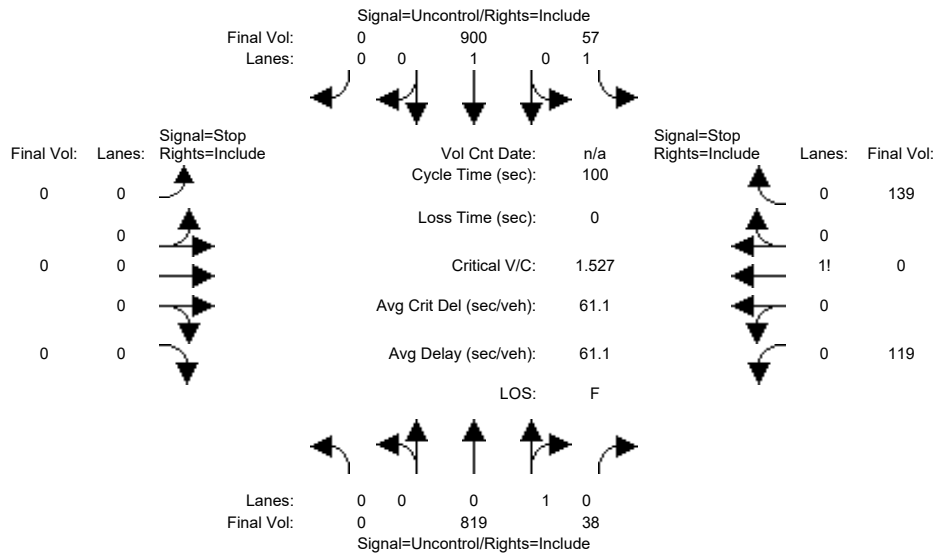 Signal=Uncontrol/Rights=Include
Final Vol: 0 900 57
Lanes: 0 0 1 0 1
Signal=Stop
Final Vol: Lanes: Rights=Include
Vol Cnt Date: n/a
Signal=Stop
Rights=Include Lanes: Final Vol:
Cycle Time (sec): 100
0 0
0 139
Loss Time (sec): 0
0
0
0 0
Critical V/C: 1.527
1! 0
0
Avg Crit Del (sec/veh): 61.1
0
0 0
Avg Delay (sec/veh): 61.1
0 119
LOS: F
Lanes: 0 0 0 1 0
Final Vol: 0 819 38
Signal=Uncontrol/Rights=Include